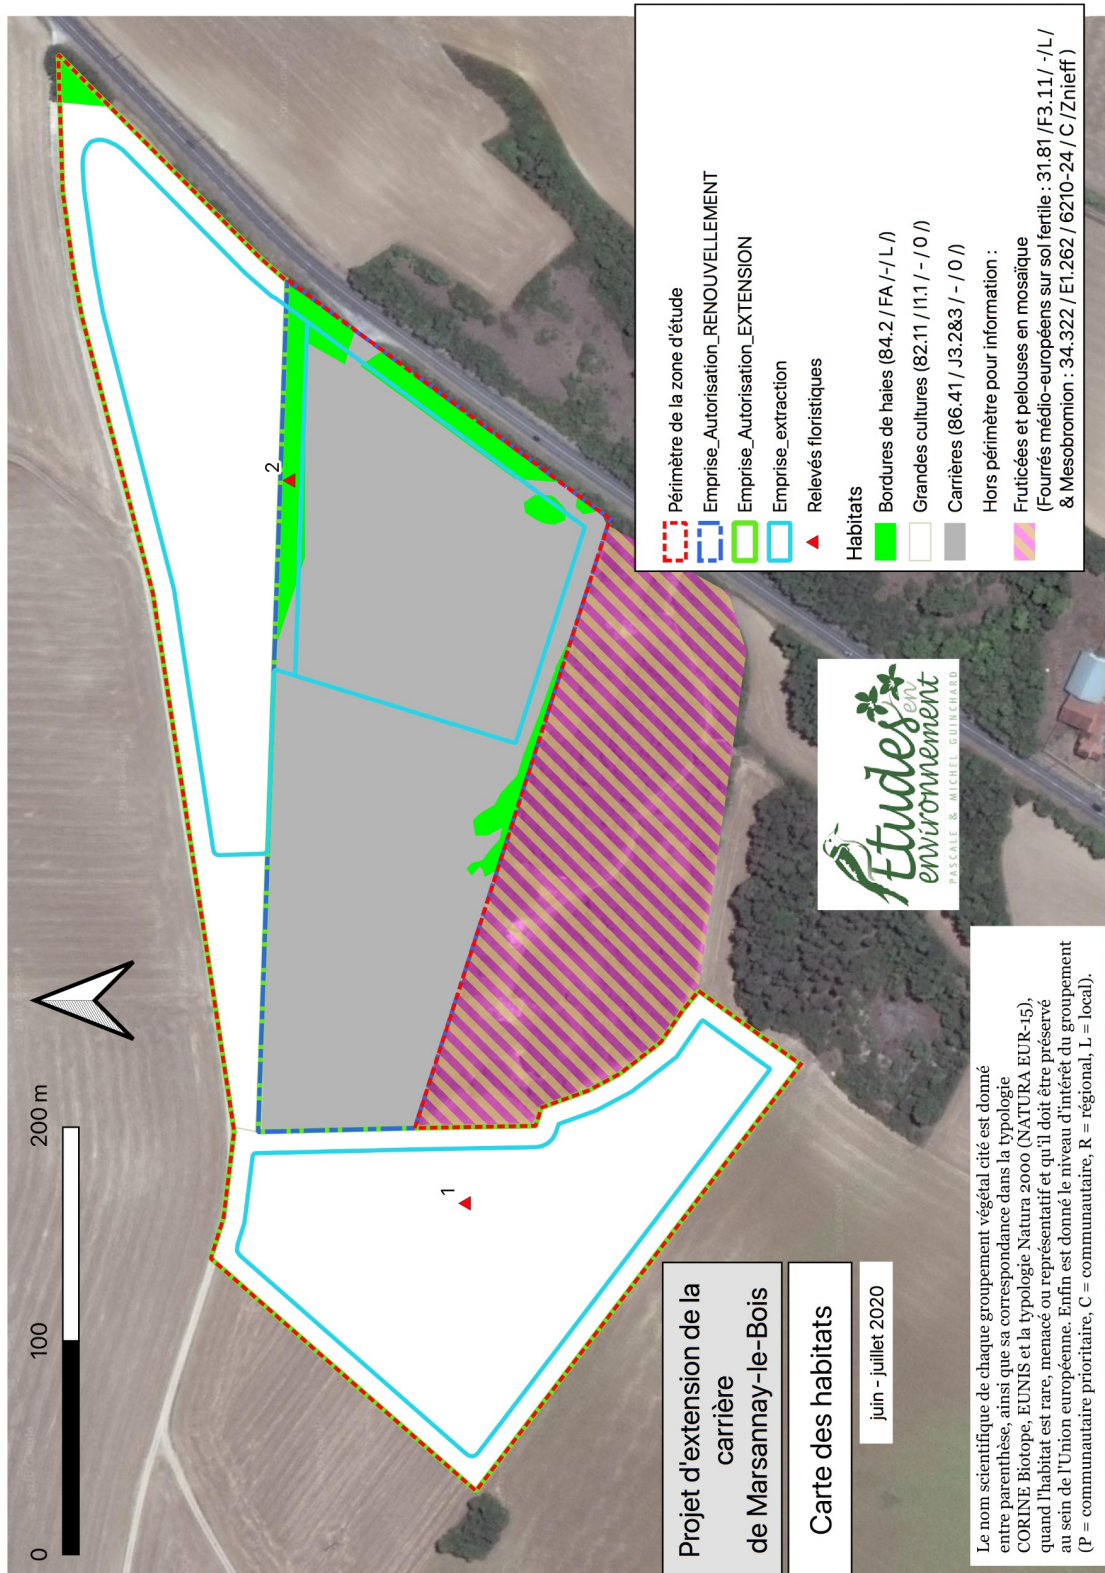 0
100
200 m
1
2
Projet d'extension de la
carrière
de Marsannay-le-Bois
Carte des habitats
juin - juillet 2020
Le nom scientifique de chaque groupement végétal cité est donné
entre parenthèse, ainsi que sa correspondance dans la typologie
CORINE Biotope, EUNIS et la typologie Natura 2000 (NATURA EUR-15),
quand l'habitat est rare, menacé ou représentatif et qu'il doit être préservé
au sein de l'Union européenne. Enfin est donné le niveau d'intérêt du groupement
(P = communautaire prioritaire, C = communautaire, R = régional, L = local).
Etudes en
environnement
PASCALE & MICHEL GUINCHARD
Périmètre de la zone d'étude
Emprise_Autorisation_RENOUVELLEMENT
Emprise_Autorisation_EXTENSION
Emprise_extraction
Relevés floristiques
Habitats
Bordures de haies (84.2 / FA /-/ L /)
Grandes cultures (82.11 / I1.1 / - / 0 /)
Carrières (86.41 / J3.2&3 / - / 0 /)
Hors périmètre pour information :
Fruticées et pelouses en mosaïque
(Fourrés médio-européens sur sol fertile : 31.81 /F3.11/ -/L /
& Mesobromion : 34.322 / E1.262 / 6210-24 / C /Znieff )